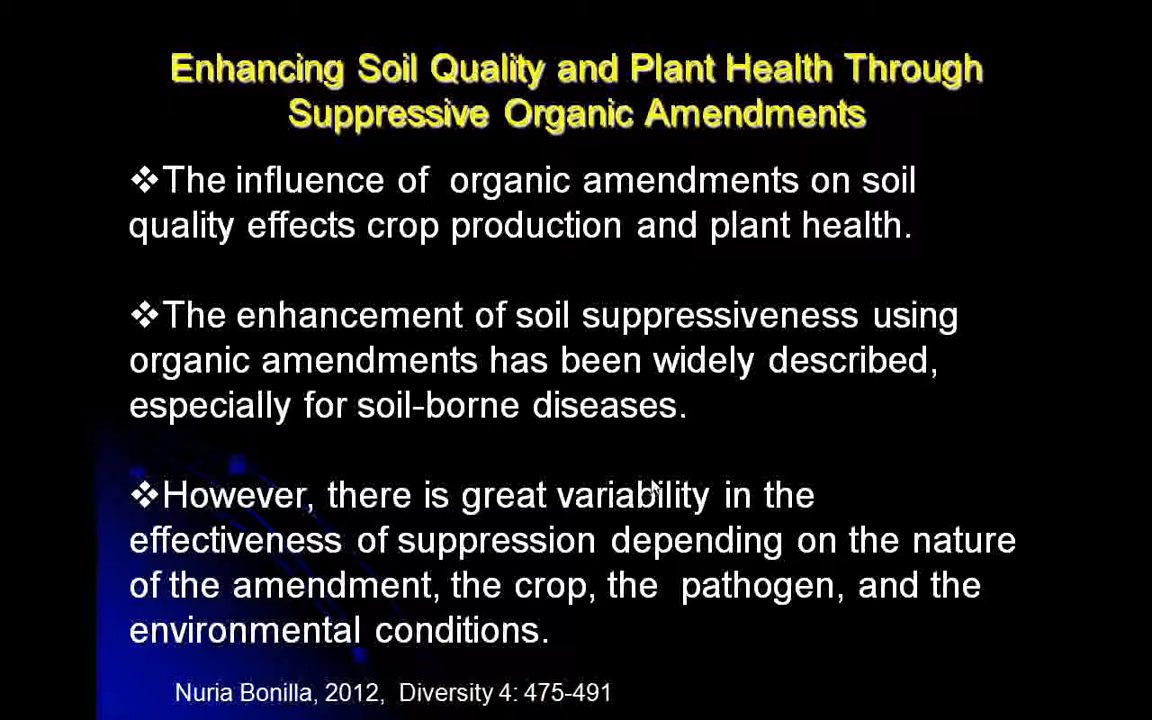 Enhancing Soil Quality and Plant Health Through
Suppressive Organic Amendments
❖The influence of organic amendments on soil
quality effects crop production and plant health.
❖The enhancement of soil suppressiveness using
organic amendments has been widely described,
especially for soil-borne diseases.
❖However, there is great variability in the
effectiveness of suppression depending on the nature
of the amendment, the crop, the pathogen, and the
environmental conditions.
Nuria Bonilla, 2012, Diversity 4: 475-491